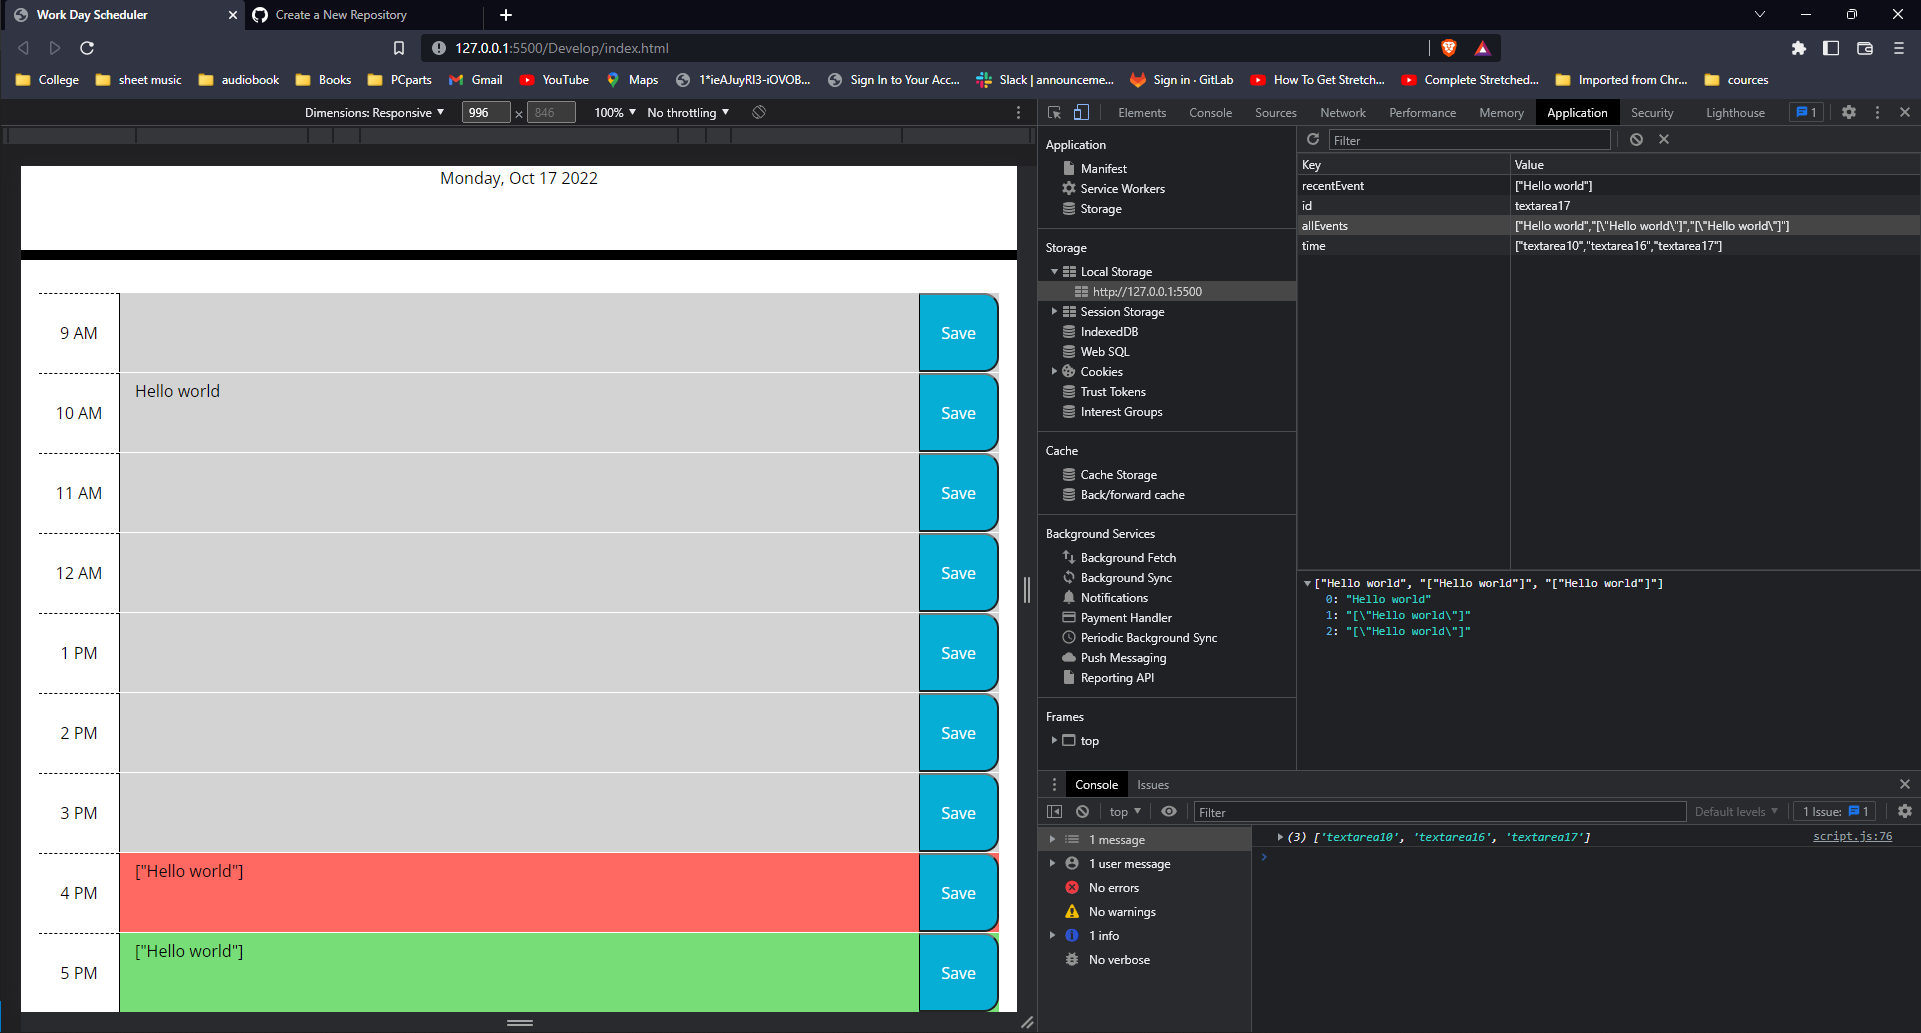 Work Day Scheduler
Create a New Repository
127.0.0.1:5500/Develop/index.html
College
sheet music
audiobook
Books
PCparts
Gmail
YouTube
Maps
1*ieAJuyRI3-iOVOB...
Sign In to Your Acc...
Slack | announceme...
Sign in · GitLab
How To Get Stretch...
Complete Stretched...
Imported from Chr...
cources
Dimensions: Responsive
996
×
846
100%
No throttling
Elements
Console
Sources
Network
Performance
Memory
Application
Security
Lighthouse
1
Monday, Oct 17 2022
9 AM
Save
10 AM
Hello world
Save
11 AM
Save
12 AM
Save
1 PM
Save
2 PM
Save
3 PM
Save
4 PM
["Hello world"]
Save
5 PM
["Hello world"]
Save
Application
Manifest
Service Workers
Storage
Storage
Local Storage
http://127.0.0.1:5500
Session Storage
IndexedDB
Web SQL
Cookies
Trust Tokens
Interest Groups
Cache
Cache Storage
Back/forward cache
Background Services
Background Fetch
Background Sync
Notifications
Payment Handler
Periodic Background Sync
Push Messaging
Reporting API
Frames
top
Filter
Key
Value
recentEvent
["Hello world"]
id
textarea17
allEvents
["Hello world","[\"Hello world\"]","[\"Hello world\"]"]
time
["textarea10","textarea16","textarea17"]
["Hello world", "["Hello world"]", "["Hello world"]"]
0: "Hello world"
1: "[\"Hello world\"]"
2: "[\"Hello world\"]"
Console
Issues
top
Filter
Default levels
1 Issue:
1
1 message
1 user message
No errors
No warnings
1 info
No verbose
(3) ['textarea10', 'textarea16', 'textarea17']
script.js:76